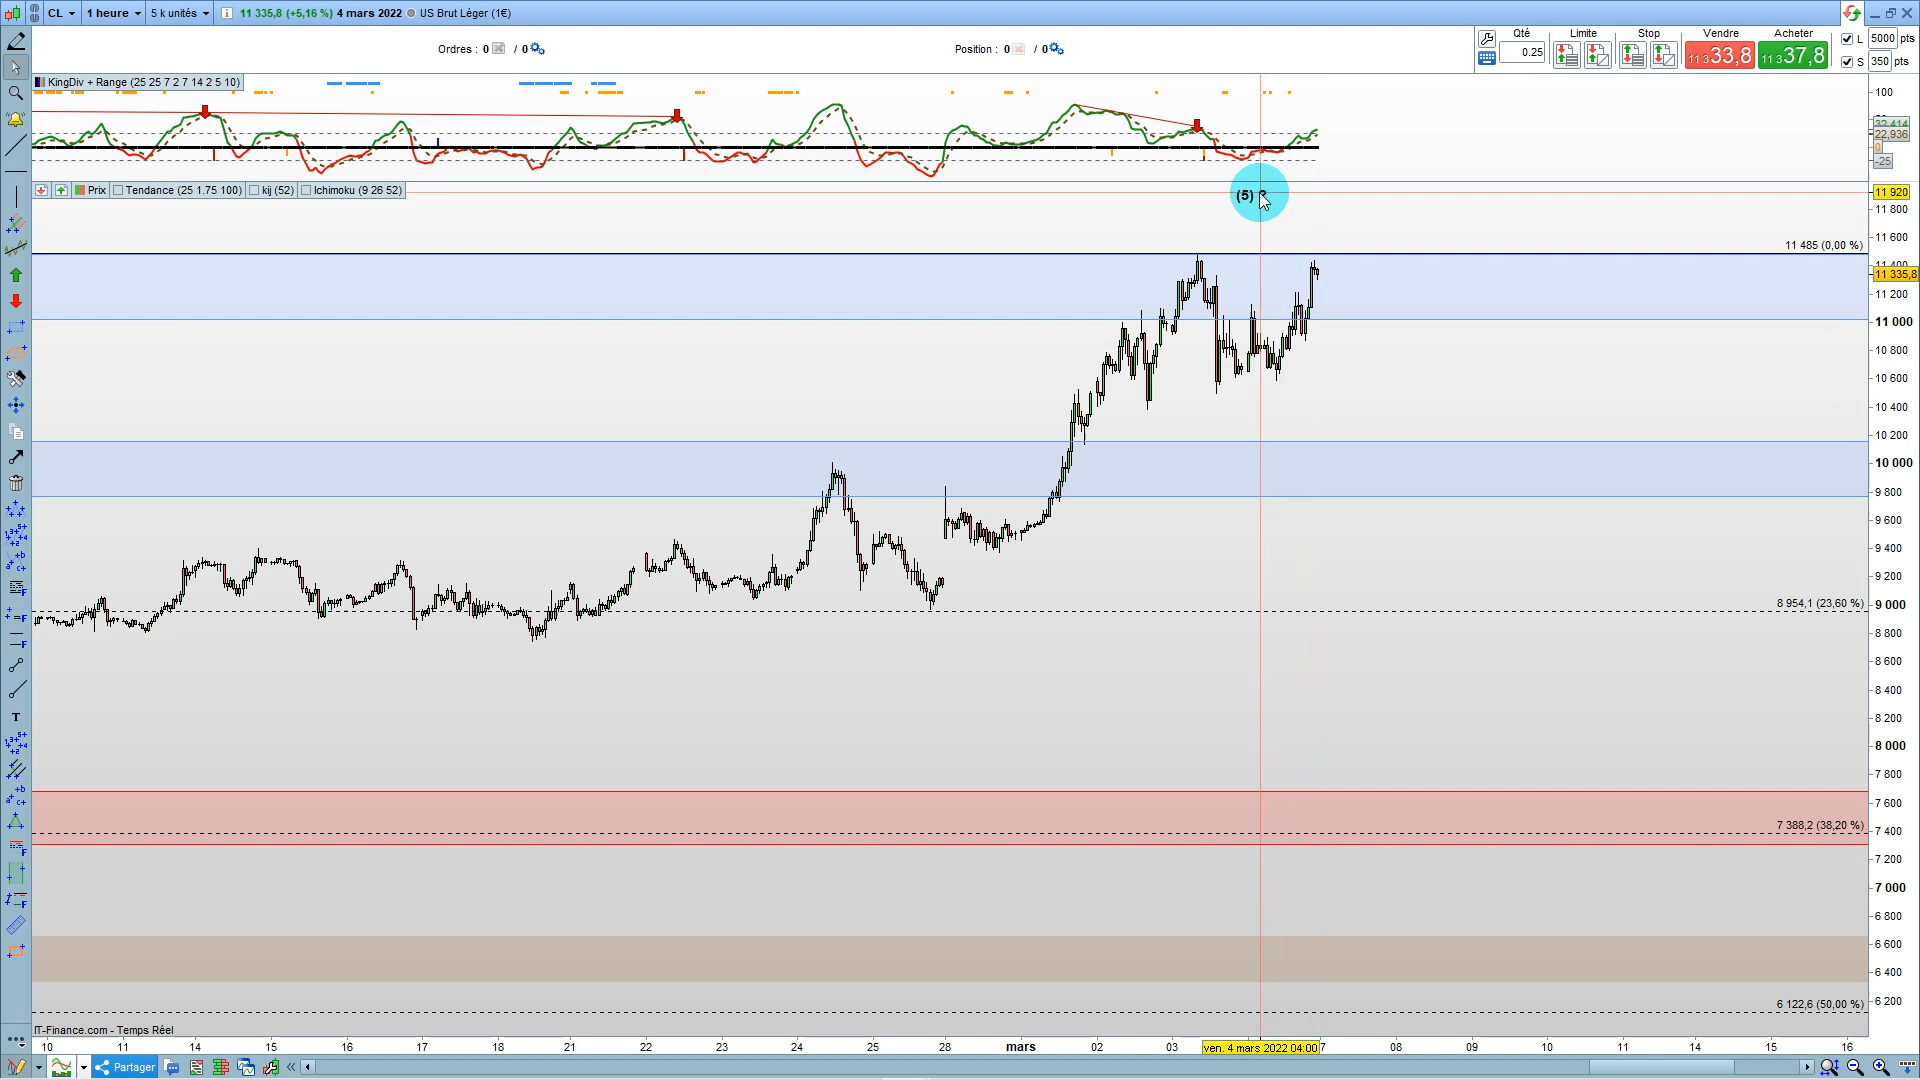 CL 1 heure 5 k unités 11 335,8 (+5,16 %) 4 mars 2022 US Brut Léger (1€)
Ordres : 0 / 0 Position : 0 / 0
Qté Limite Stop Vendre Acheter
0.25 11 333,8 11 337,8
L 5000 pts
S 350 pts
KingDiv + Range (25 25 7 2 7 14 2 5 10)
100
32,414
22,936
0
-25
Prix Tendance (25 1.75 100) kij (52) Ichimoku (9 26 52)
(5)
11 920
11 800
11 600
11 485 (0,00 %)
11 400
11 335,8
11 200
11 000
10 800
10 600
10 400
10 200
10 000
9 800
9 600
9 400
9 200
8 954,1 (23,60 %)
9 000
8 800
8 600
8 400
8 200
8 000
7 800
7 600
7 388,2 (38,20 %)
7 400
7 200
7 000
6 800
6 600
6 400
6 122,6 (50,00 %)
6 200
IT-Finance.com - Temps Réel
10 11 14 15 16 17 18 21 22 23 24 25 28 mars 02 03 ven. 4 mars 2022 04:00 7 08 09 10 11 14 15 16
Partager